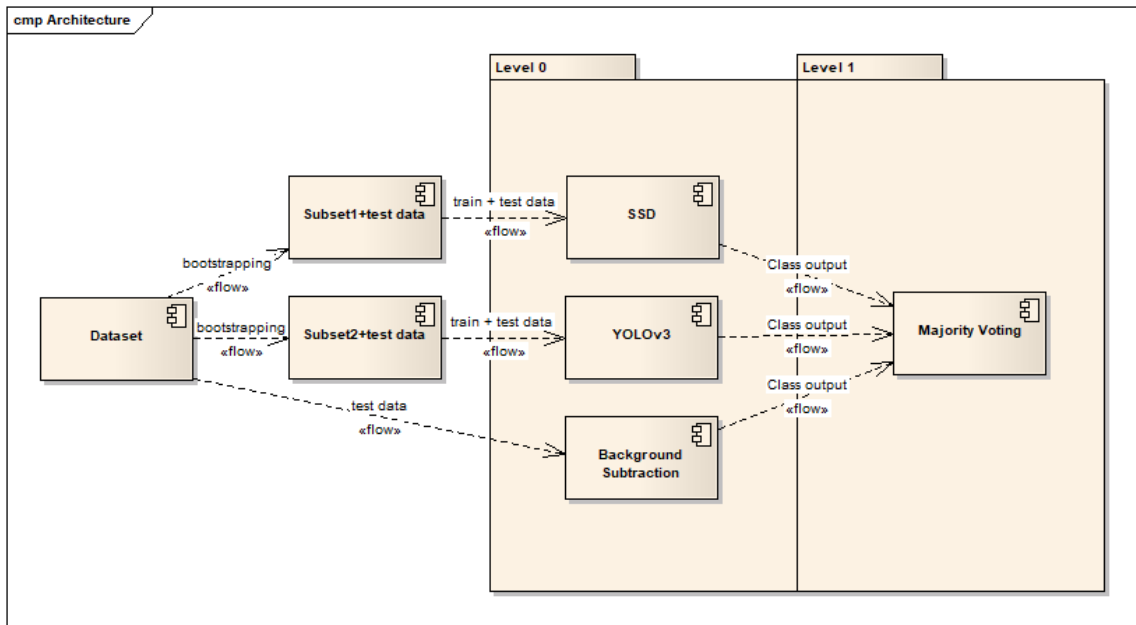 cmp Architecture
Level 0
Level 1
Subset1+test data
train + test data
«flow»
SSD
bootstrapping
«flow»
Class output
«flow»
Dataset
bootstrapping
«flow»
Subset2+test data
train + test data
«flow»
YOLOv3
Class output
«flow»
Majority Voting
test data
«flow»
Class output
«flow»
Background
Subtraction